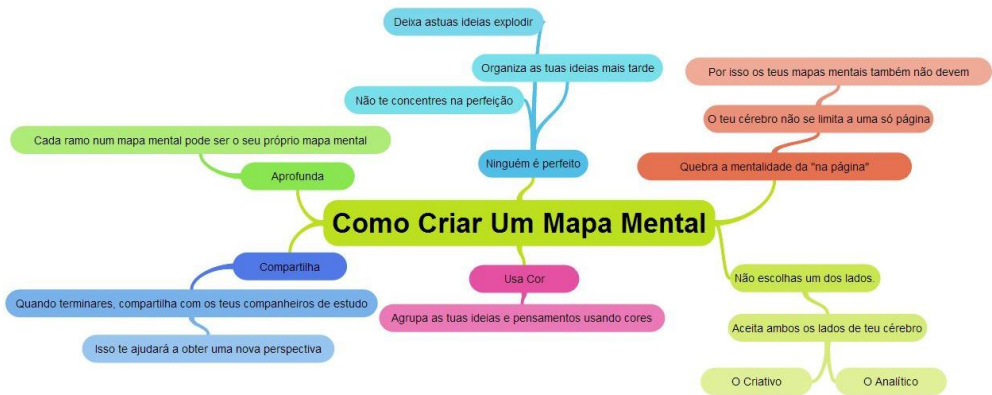 Deixa astuas ideias explodir
Organiza as tuas ideias mais tarde
Não te concentres na perfeição
Ninguém é perfeito
Por isso os teus mapas mentais também não devem
O teu cérebro não se limita a uma só página
Quebra a mentalidade da "na página"
Cada ramo num mapa mental pode ser o seu próprio mapa mental
Aprofunda
Como Criar Um Mapa Mental
Compartilha
Quando terminares, compartilha com os teus companheiros de estudo
Isso te ajudará a obter uma nova perspectiva
Usa Cor
Agrupa as tuas ideias e pensamentos usando cores
Não escolhas um dos lados.
Aceita ambos os lados de teu cérebro
O Criativo
O Analítico